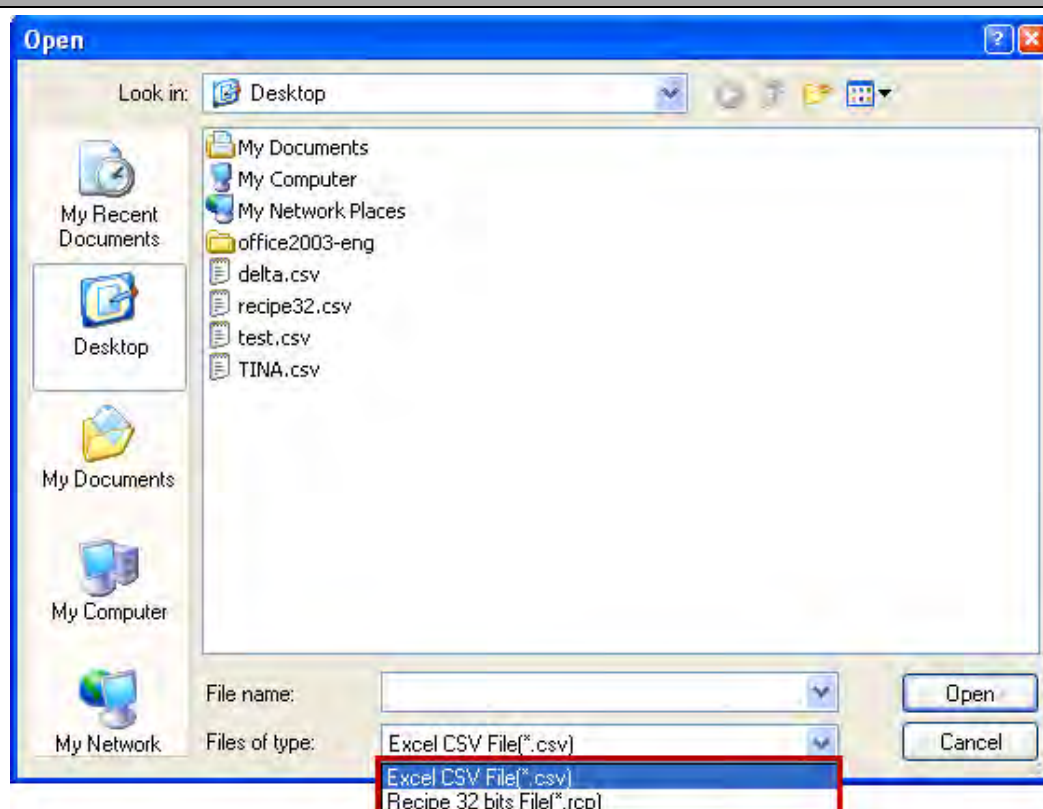 Open
Look in: Desktop
My Recent Documents
Desktop
My Documents
My Computer
My Network
My Documents
My Computer
My Network Places
office2003-eng
delta.csv
recipe32.csv
test.csv
TINA.csv
File name:
Open
Files of type: Excel CSV File(*.csv)
Cancel
Excel CSV File(*.csv)
Recipe 32 bits File(*.rcp)